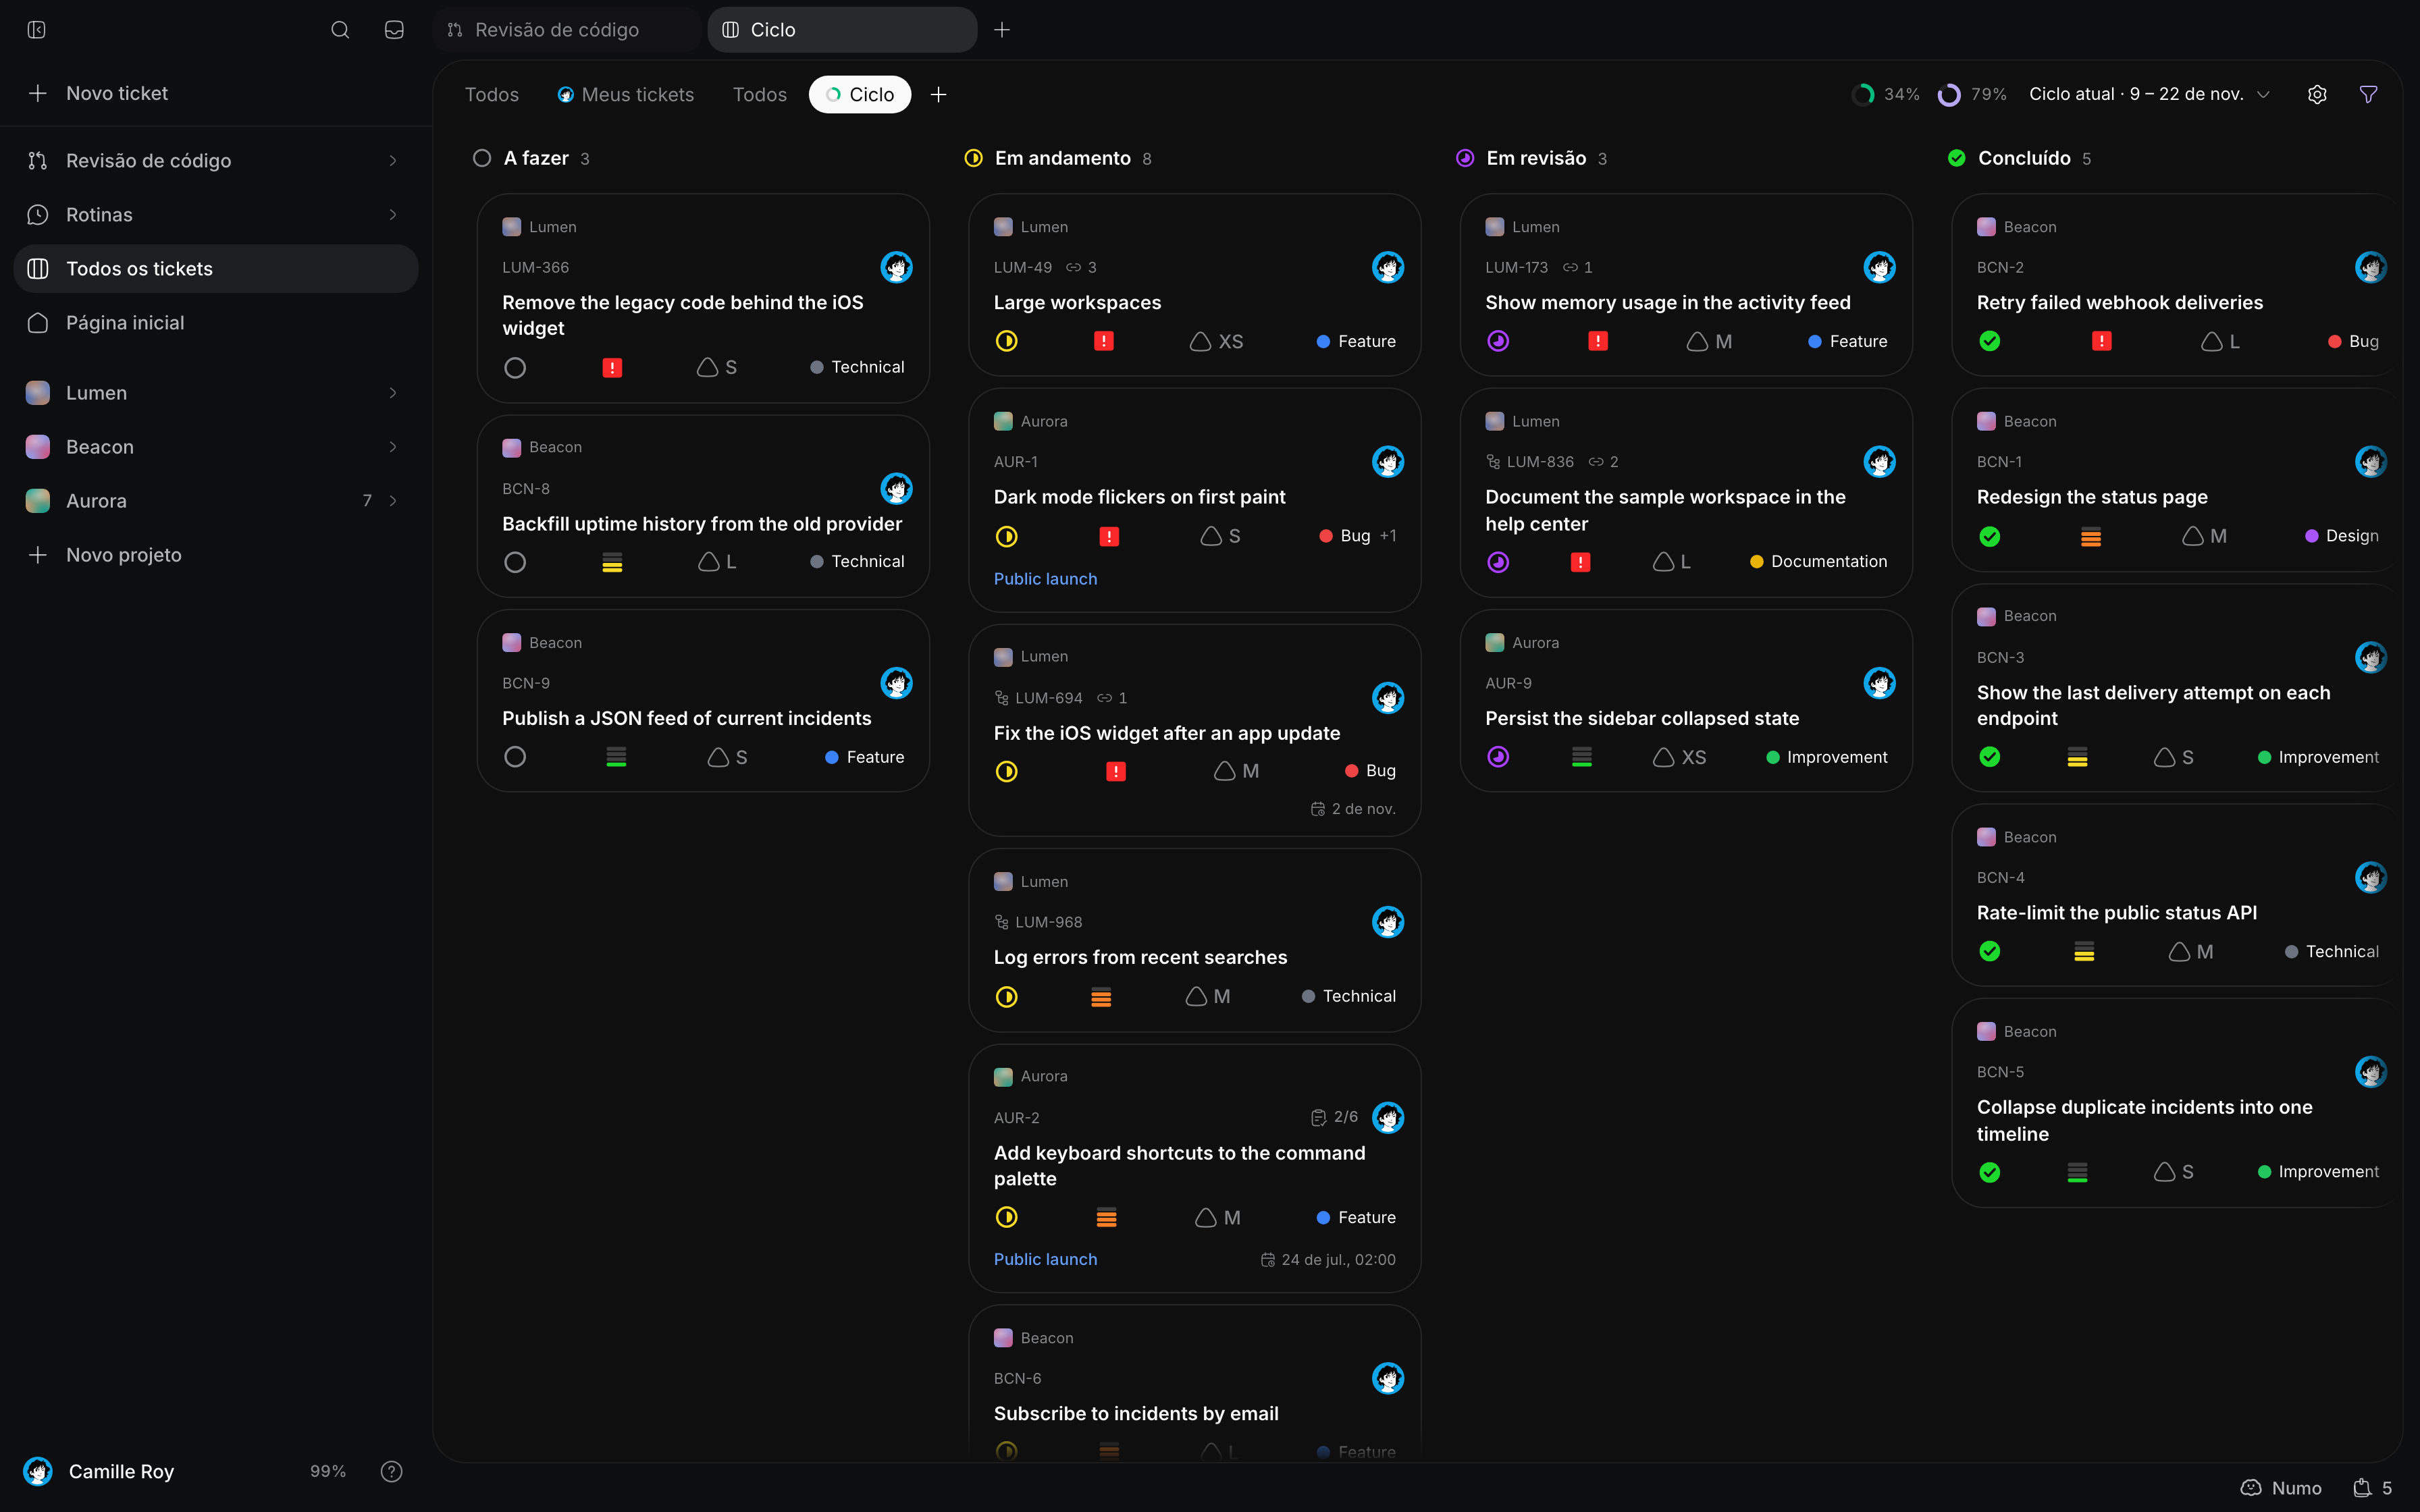 Revisão de código
Ciclo
Novo ticket
Revisão de código
Rotinas
Todos os tickets
Página inicial
Lumen
Beacon
Aurora 7
Novo projeto
Camille Roy 99%
Todos
Meus tickets
Todos
Ciclo
34%
79%
Ciclo atual · 9 – 22 de nov.
A fazer 3
Lumen
LUM-366
Remove the legacy code behind the iOS
widget
S Technical
Beacon
BCN-8
Backfill uptime history from the old provider
L Technical
Beacon
BCN-9
Publish a JSON feed of current incidents
S Feature
Em andamento 8
Lumen
LUM-49 3
Large workspaces
XS Feature
Aurora
AUR-1
Dark mode flickers on first paint
S Bug +1
Public launch
Lumen
LUM-694 1
Fix the iOS widget after an app update
M Bug
2 de nov.
Lumen
LUM-968
Log errors from recent searches
M Technical
Aurora
AUR-2 2/6
Add keyboard shortcuts to the command
palette
M Feature
Public launch 24 de jul., 02:00
Beacon
BCN-6
Subscribe to incidents by email
L Feature
Em revisão 3
Lumen
LUM-173 1
Show memory usage in the activity feed
M Feature
Lumen
LUM-836 2
Document the sample workspace in the
help center
L Documentation
Aurora
AUR-9
Persist the sidebar collapsed state
XS Improvement
Concluído 5
Beacon
BCN-2
Retry failed webhook deliveries
L Bug
Beacon
BCN-1
Redesign the status page
M Design
Beacon
BCN-3
Show the last delivery attempt on each
endpoint
S Improvement
Beacon
BCN-4
Rate-limit the public status API
M Technical
Beacon
BCN-5
Collapse duplicate incidents into one
timeline
S Improvement
Numo 5